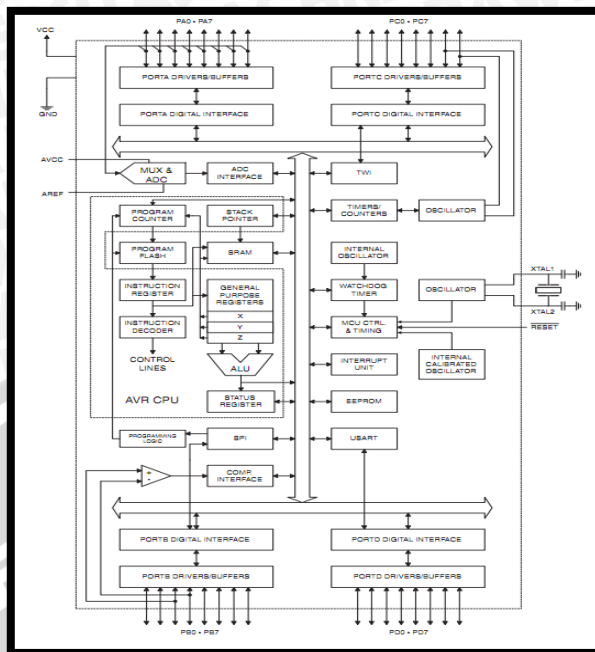 PA0 - PA7
PC0 - PC7
VCC
PORTA DRIVERS/BUFFERS
PORTC DRIVERS/BUFFERS
GND
PORTA DIGITAL INTERFACE
PORTC DIGITAL INTERFACE
AVCC
MUX &
ADC
ADC
INTERFACE
TWI
AREF
PROGRAM
COUNTER
STACK
POINTER
TIMERS/
COUNTERS
OSCILLATOR
PROGRAM
FLASH
SRAM
INTERNAL
OSCILLATOR
XTAL1
INSTRUCTION
REGISTER
GENERAL
PURPOSE
REGISTERS
WATCHDOG
TIMER
OSCILLATOR
X
Y
Z
XTAL2
INSTRUCTION
DECODER
MCU CTRL.
& TIMING
RESET
CONTROL
LINES
ALU
INTERRUPT
UNIT
INTERNAL
CALIBRATED
OSCILLATOR
AVR CPU
STATUS
REGISTER
EEPROM
PROGRAMMING
LOGIC
SPI
USART
+
-
COMP.
INTERFACE
PORTB DIGITAL INTERFACE
PORTD DIGITAL INTERFACE
PORTB DRIVERS/BUFFERS
PORTD DRIVERS/BUFFERS
PB0 - PB7
PD0 - PD7